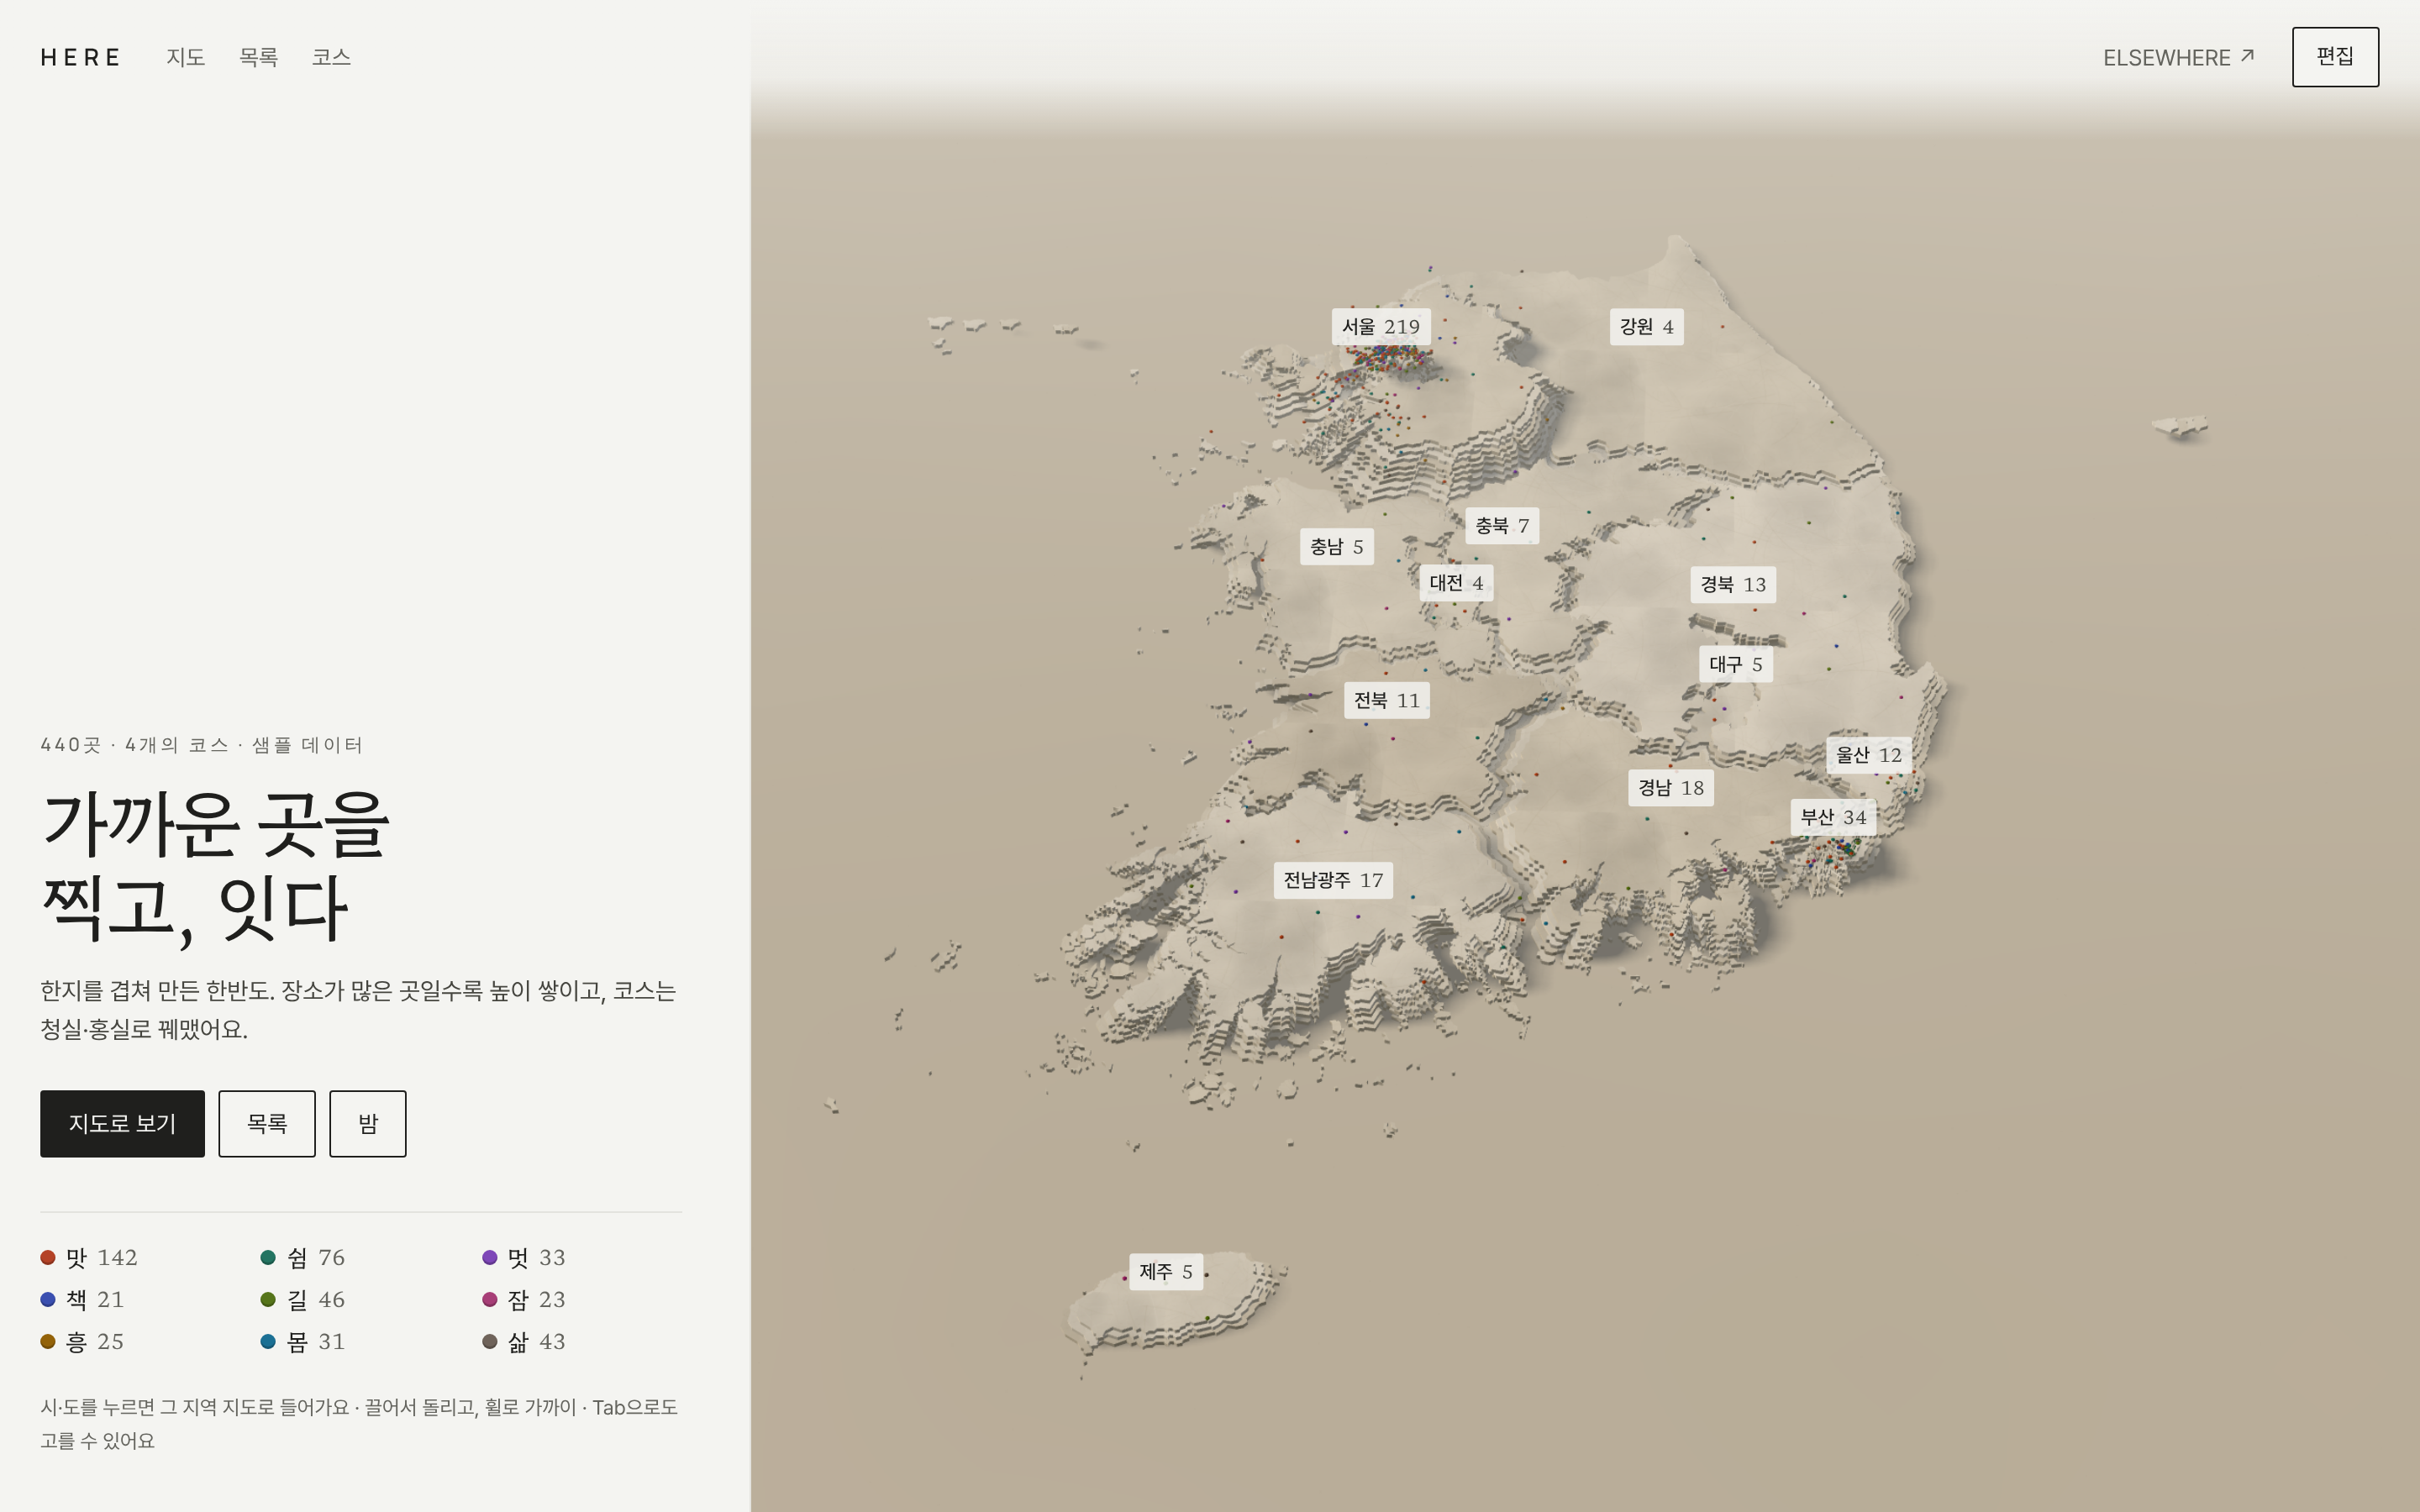 HERE 지도 목록 코스
ELSEWHERE ↗ 편집
440곳 · 4개의 코스 · 샘플 데이터
가까운 곳을
찍고, 잇다
한지를 겹쳐 만든 한반도. 장소가 많은 곳일수록 높이 쌓이고, 코스는
청실·홍실로 꿰맸어요.
지도로 보기 목록 밤
맛 142 쉼 76 멋 33
책 21 길 46 잠 23
흥 25 봄 31 삶 43
시·도를 누르면 그 지역 지도로 들어가요 · 끌어서 돌리고, 휠로 가까이 · Tab으로도
고를 수 있어요
서울 219
강원 4
충북 7
충남 5
대전 4
경북 13
대구 5
전북 11
울산 12
경남 18
부산 34
전남광주 17
제주 5